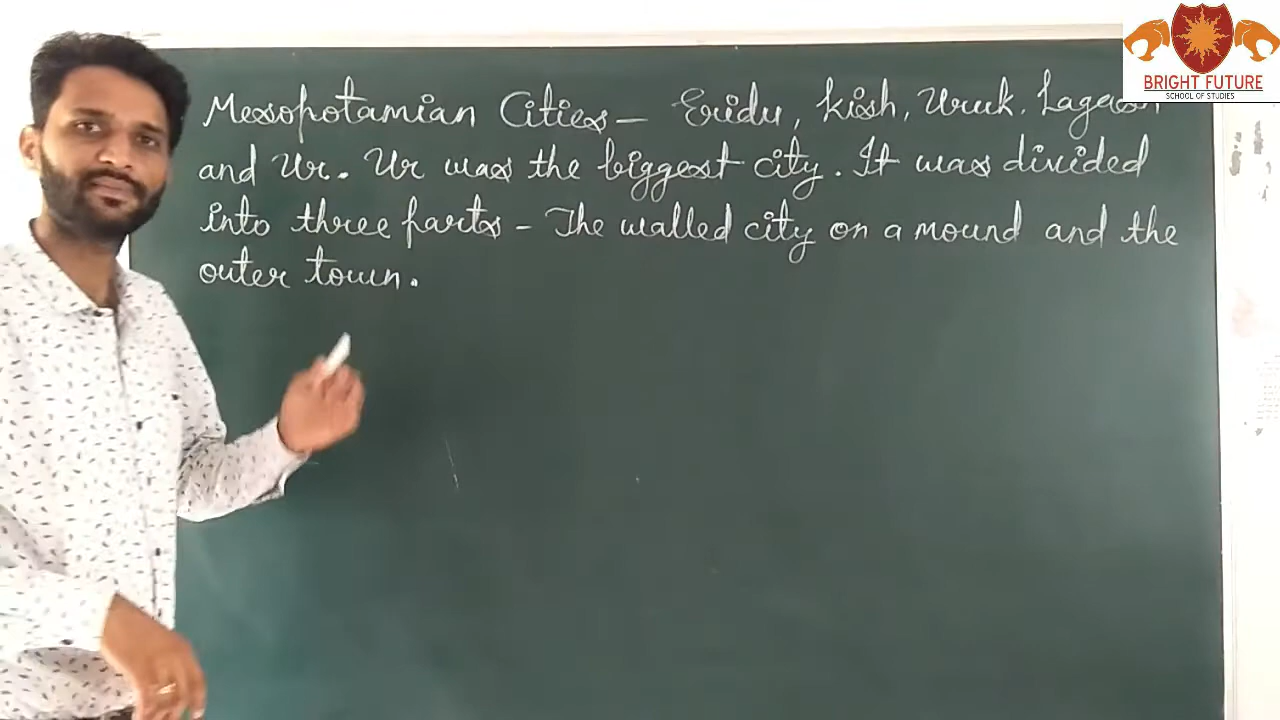 BRIGHT FUTURE
SCHOOL OF STUDIES
Mesopotamian Cities – Eridu, Kish, Uruk, Lagash
and Ur. Ur was the biggest city. It was divided
into three parts – The walled city on a mound and the
outer town.